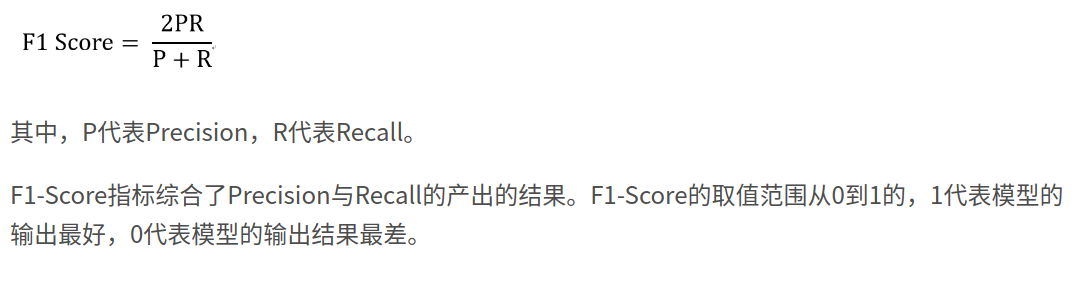 F1 Score = 2PR / P + R
其中，P代表Precision，R代表Recall。
F1-Score指标综合了Precision与Recall的产出的结果。F1-Score的取值范围从0到1的，1代表模型的
输出最好，0代表模型的输出结果最差。